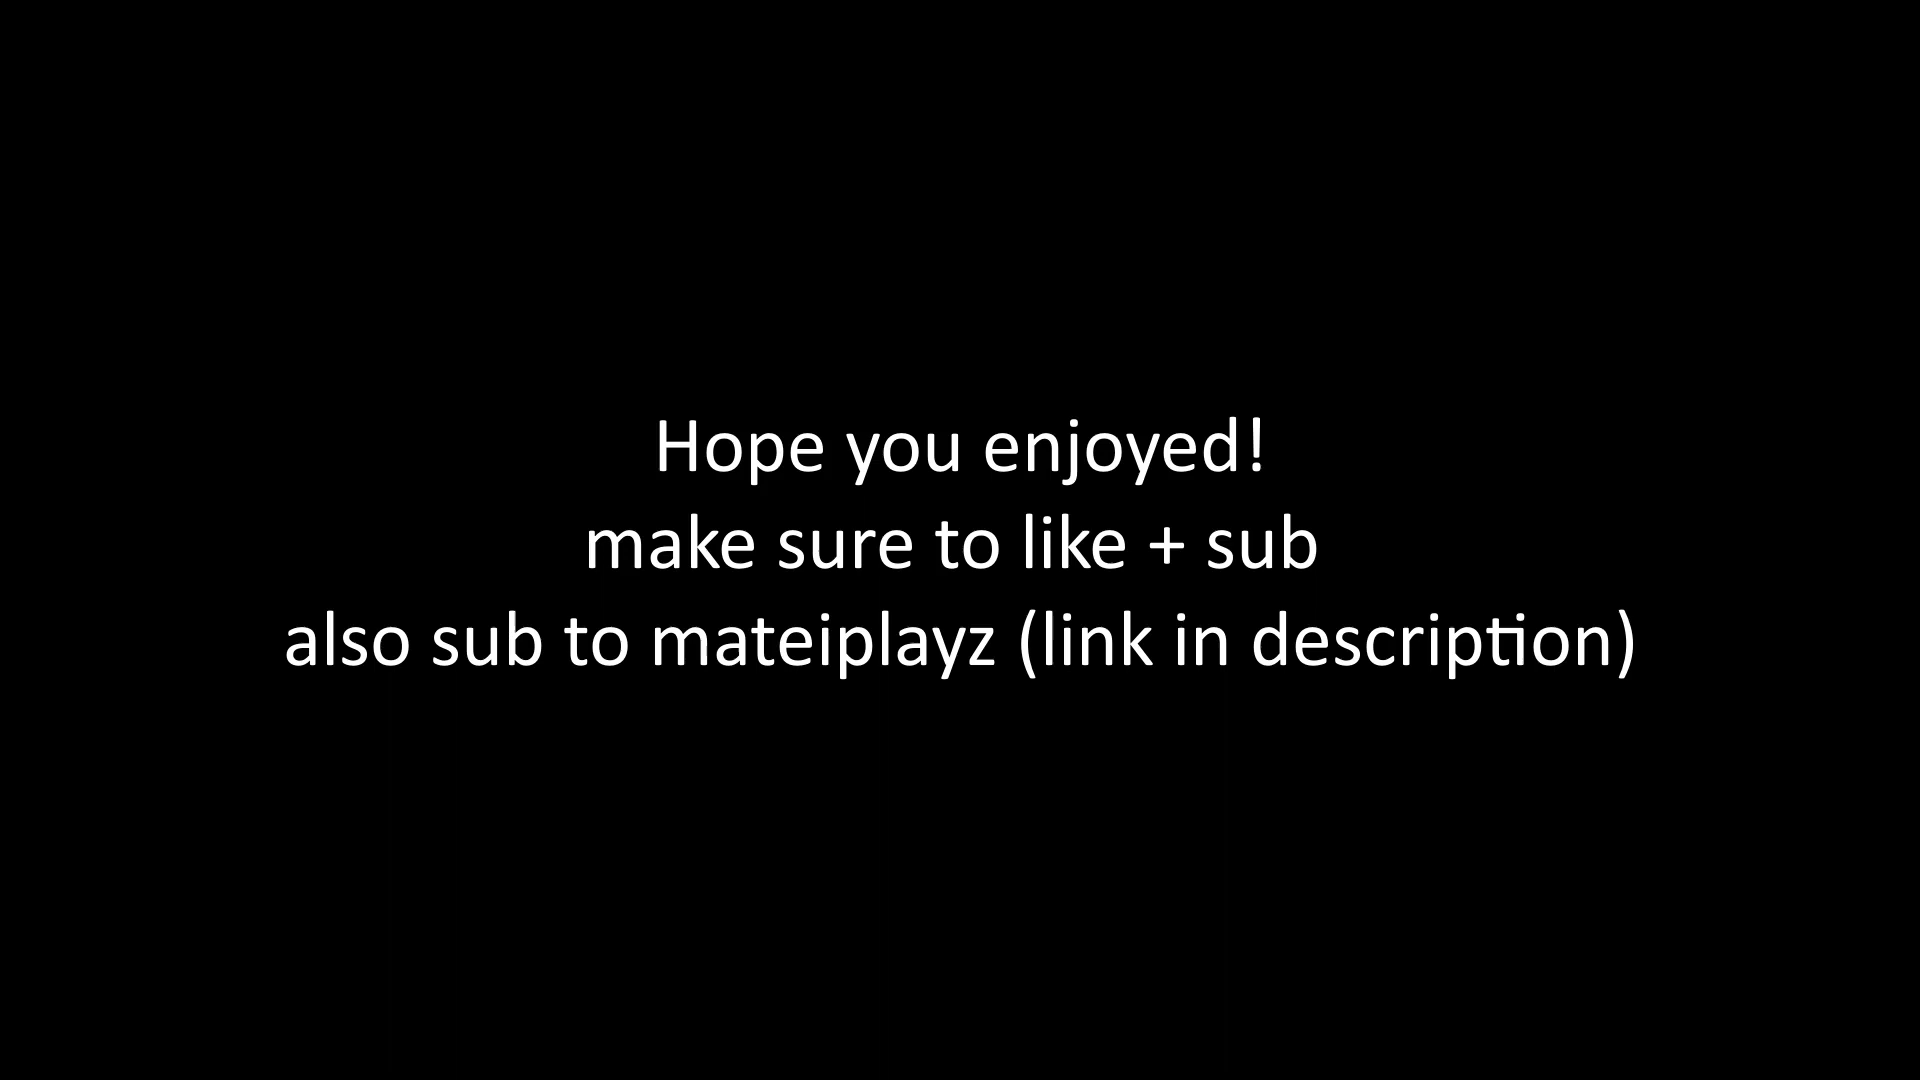 Hope you enjoyed!
make sure to like + sub
also sub to mateiplayz (link in description)